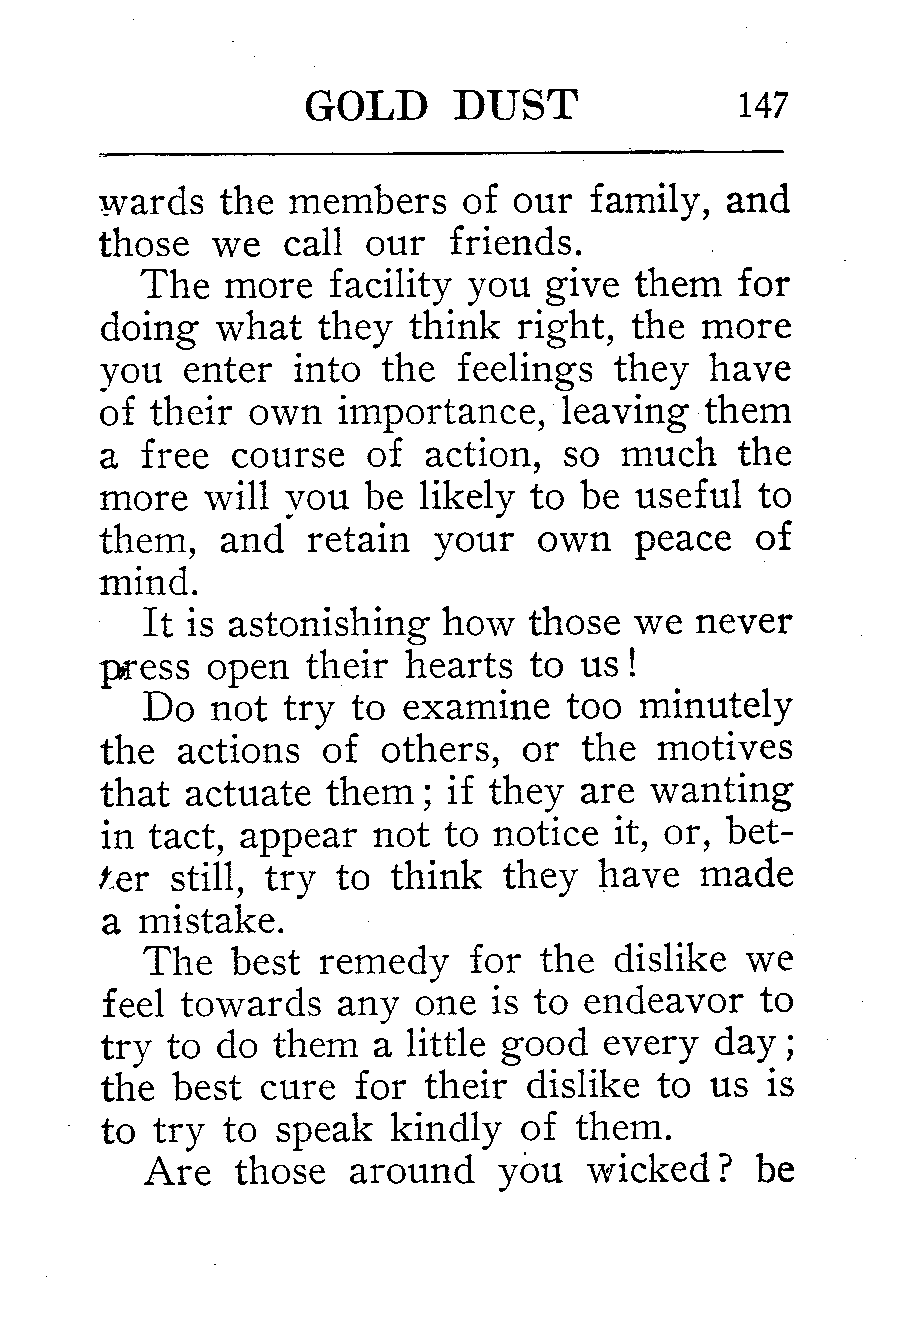 GOLD DUST 147
wards the members of our family, and
those we call our friends.
The more facility you give them for
doing what they think right, the more
you enter into the feelings they have
of their own importance, leaving them
a free course of action, so much the
more will you be likely to be useful to
them, and retain your own peace of
mind.
It is astonishing how those we never
press open their hearts to us!
Do not try to examine too minutely
the actions of others, or the motives
that actuate them; if they are wanting
in tact, appear not to notice it, or, bet-
ter still, try to think they have made
a mistake.
The best remedy for the dislike we
feel towards any one is to endeavor to
try to do them a little good every day;
the best cure for their dislike to us is
to try to speak kindly of them.
Are those around you wicked? be